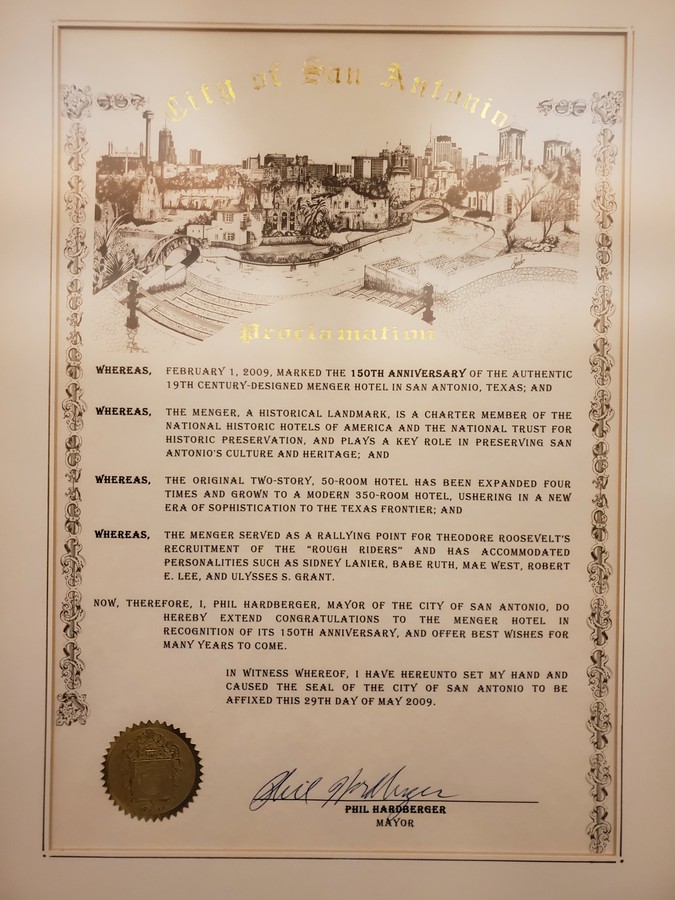 City of San Antonio
Proclamation
WHEREAS, FEBRUARY 1, 2009, MARKED THE 150TH ANNIVERSARY OF THE AUTHENTIC
19TH CENTURY-DESIGNED MENGER HOTEL IN SAN ANTONIO, TEXAS; AND
WHEREAS, THE MENGER, A HISTORICAL LANDMARK, IS A CHARTER MEMBER OF THE
NATIONAL HISTORIC HOTELS OF AMERICA AND THE NATIONAL TRUST FOR
HISTORIC PRESERVATION, AND PLAYS A KEY ROLE IN PRESERVING SAN
ANTONIO'S CULTURE AND HERITAGE; AND
WHEREAS, THE ORIGINAL TWO-STORY, 50-ROOM HOTEL HAS BEEN EXPANDED FOUR
TIMES AND GROWN TO A MODERN 350-ROOM HOTEL, USHERING IN A NEW
ERA OF SOPHISTICATION TO THE TEXAS FRONTIER; AND
WHEREAS, THE MENGER SERVED AS A RALLYING POINT FOR THEODORE ROOSEVELT'S
RECRUITMENT OF THE "ROUGH RIDERS" AND HAS ACCOMMODATED
PERSONALITIES SUCH AS SIDNEY LANIER, BABE RUTH, MAE WEST, ROBERT
E. LEE, AND ULYSSES S. GRANT.
NOW, THEREFORE, I, PHIL HARDBERGER, MAYOR OF THE CITY OF SAN ANTONIO, DO
HEREBY EXTEND CONGRATULATIONS TO THE MENGER HOTEL IN
RECOGNITION OF ITS 150TH ANNIVERSARY, AND OFFER BEST WISHES FOR
MANY YEARS TO COME.
IN WITNESS WHEREOF, I HAVE HEREUNTO SET MY HAND AND
CAUSED THE SEAL OF THE CITY OF SAN ANTONIO TO BE
AFFIXED THIS 29TH DAY OF MAY 2009.
Phil Hardberger
PHIL HARDBERGER
MAYOR